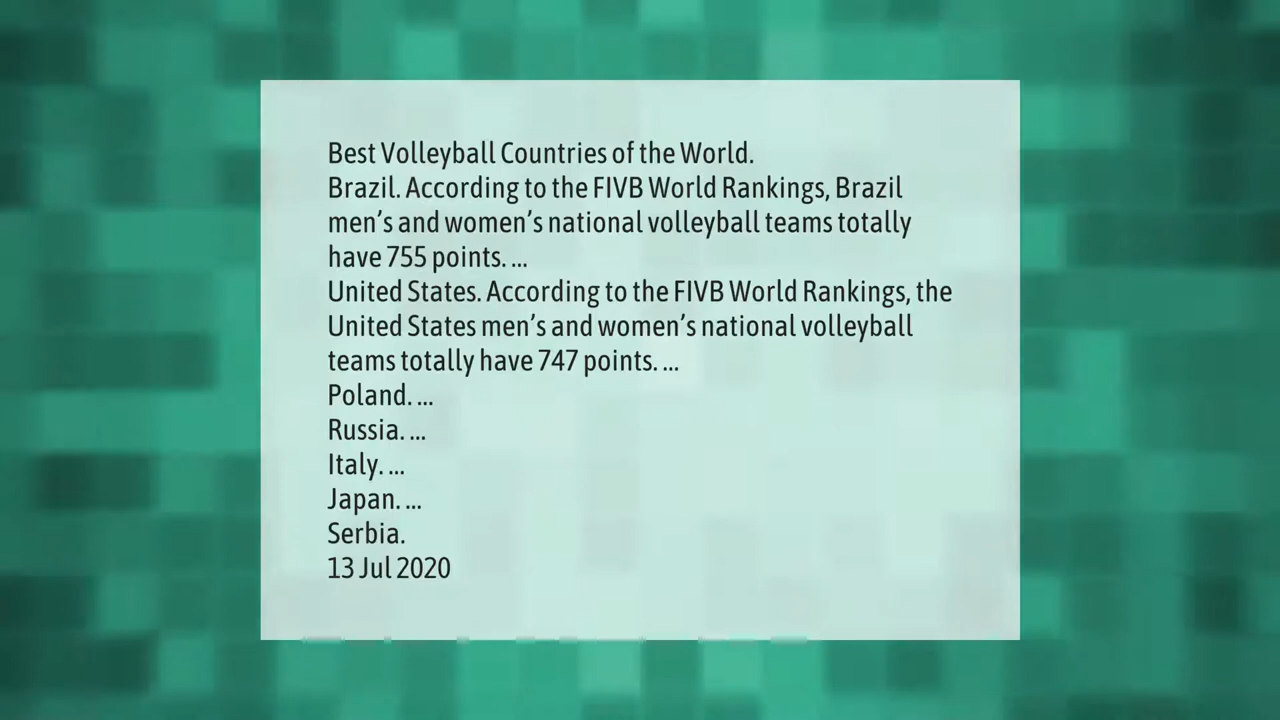 Best Volleyball Countries of the World.
Brazil. According to the FIVB World Rankings, Brazil
men’s and women’s national volleyball teams totally
have 755 points. ...
United States. According to the FIVB World Rankings, the
United States men’s and women’s national volleyball
teams totally have 747 points. ...
Poland. ...
Russia. ...
Italy. ...
Japan. ...
Serbia.
13 Jul 2020